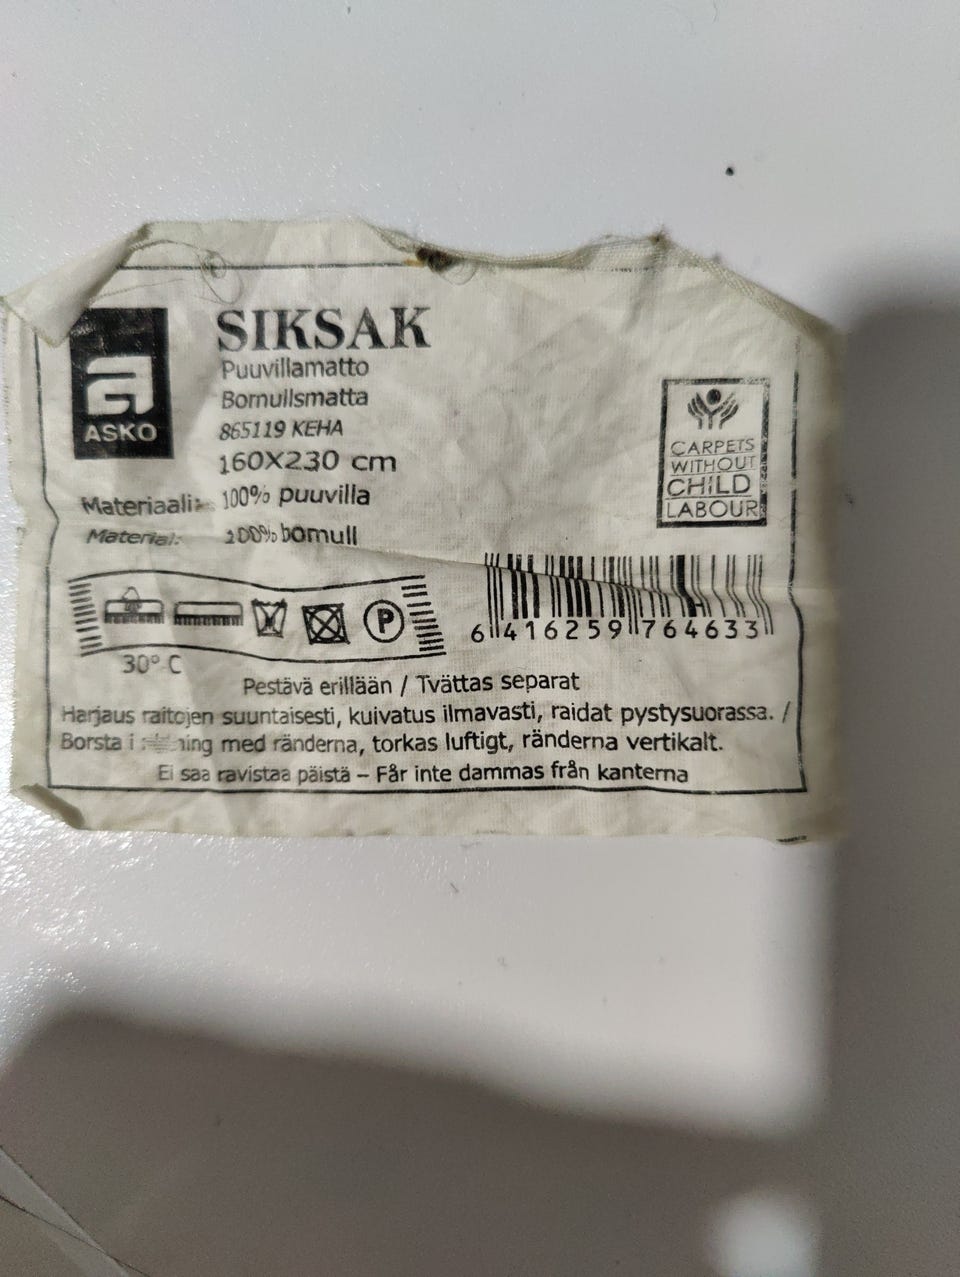 SIKSAK
Puuvillamatto
Bomullsmatta
865119 KEHA
160X230 cm
Materiaali: 100% puuvilla
Material: 100% bomull
ASKO
CARPETS
WITHOUT
CHILD
LABOUR
P
30° C
6 416259 764633
Pestävä erillään / Tvättas separat
Harjaus raitojen suuntaisesti, kuivatus ilmavasti, raidat pystysuorassa. /
Borsta i med ränderna, torkas luftigt, ränderna vertikalt.
Ei saa ravistaa päistä – Får inte dammas från kanterna